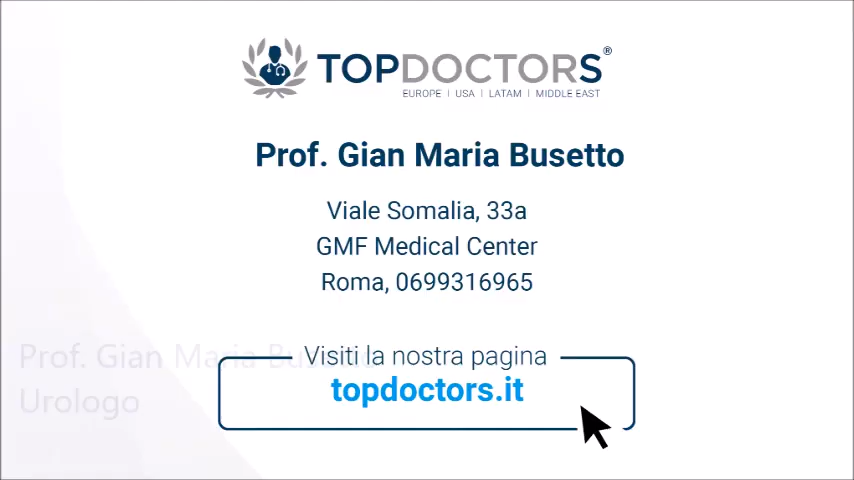 TOPDOCTORS®
EUROPE | USA | LATAM | MIDDLE EAST
Prof. Gian Maria Busetto
Viale Somalia, 33a
GMF Medical Center
Roma, 0699316965
Visiti la nostra pagina
topdoctors.it
Prof. Gian Maria Busetto
Urologo